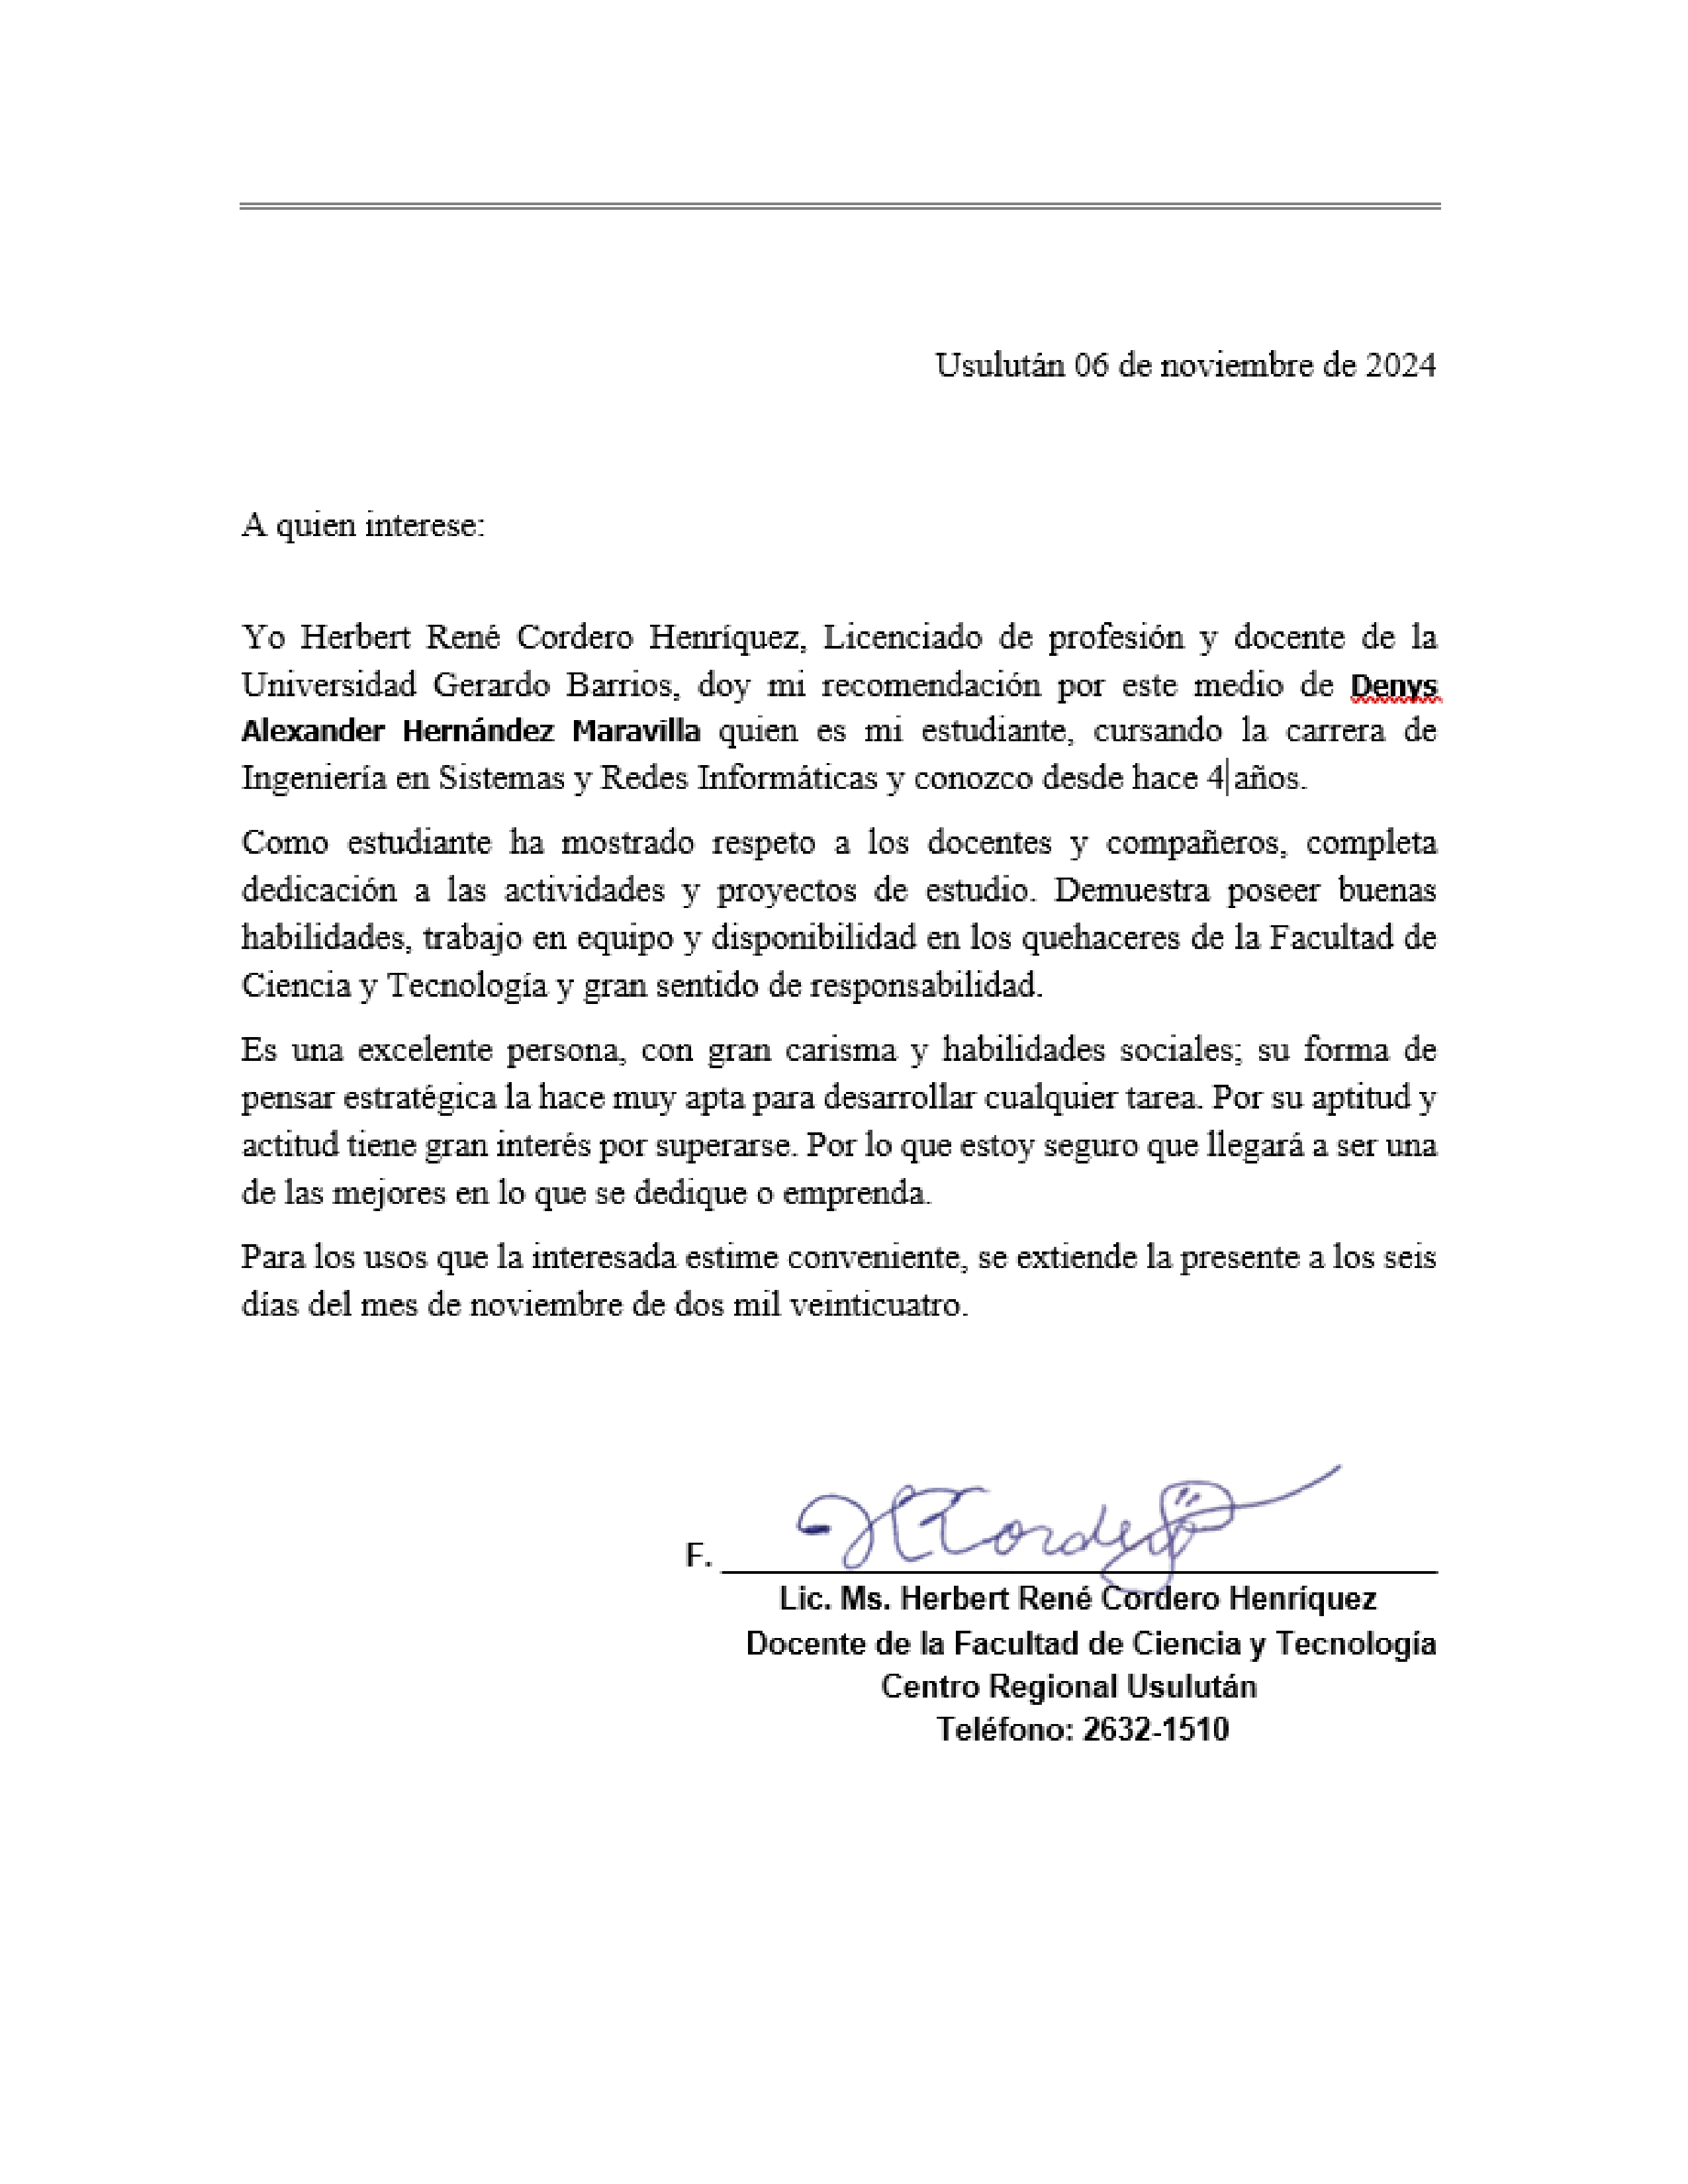 Usulután 06 de noviembre de 2024
A quien interese:
Yo Herbert René Cordero Henríquez, Licenciado de profesión y docente de la
Universidad Gerardo Barrios, doy mi recomendación por este medio de Denys
Alexander Hernández Maravilla quien es mi estudiante, cursando la carrera de
Ingeniería en Sistemas y Redes Informáticas y conozco desde hace 4 años.
Como estudiante ha mostrado respeto a los docentes y compañeros, completa
dedicación a las actividades y proyectos de estudio. Demuestra poseer buenas
habilidades, trabajo en equipo y disponibilidad en los quehaceres de la Facultad de
Ciencia y Tecnología y gran sentido de responsabilidad.
Es una excelente persona, con gran carisma y habilidades sociales; su forma de
pensar estratégica la hace muy apta para desarrollar cualquier tarea. Por su aptitud y
actitud tiene gran interés por superarse. Por lo que estoy seguro que llegará a ser una
de las mejores en lo que se dedique o emprenda.
Para los usos que la interesada estime conveniente, se extiende la presente a los seis
días del mes de noviembre de dos mil veinticuatro.
HRCordero
F.
Lic. Ms. Herbert René Cordero Henríquez
Docente de la Facultad de Ciencia y Tecnología
Centro Regional Usulután
Teléfono: 2632-1510